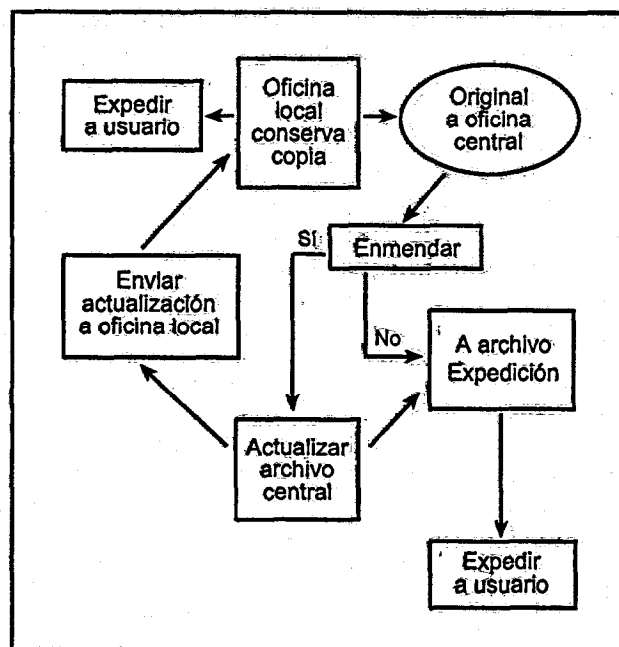 Expedir
a usuario
Oficina
local
conserva
copia
Original
a oficina
central
Sí
Enmendar
Enviar
actualización
a oficina local
No
A archivo
Expedición
Actualizar
archivo
central
Expedir
a usuario